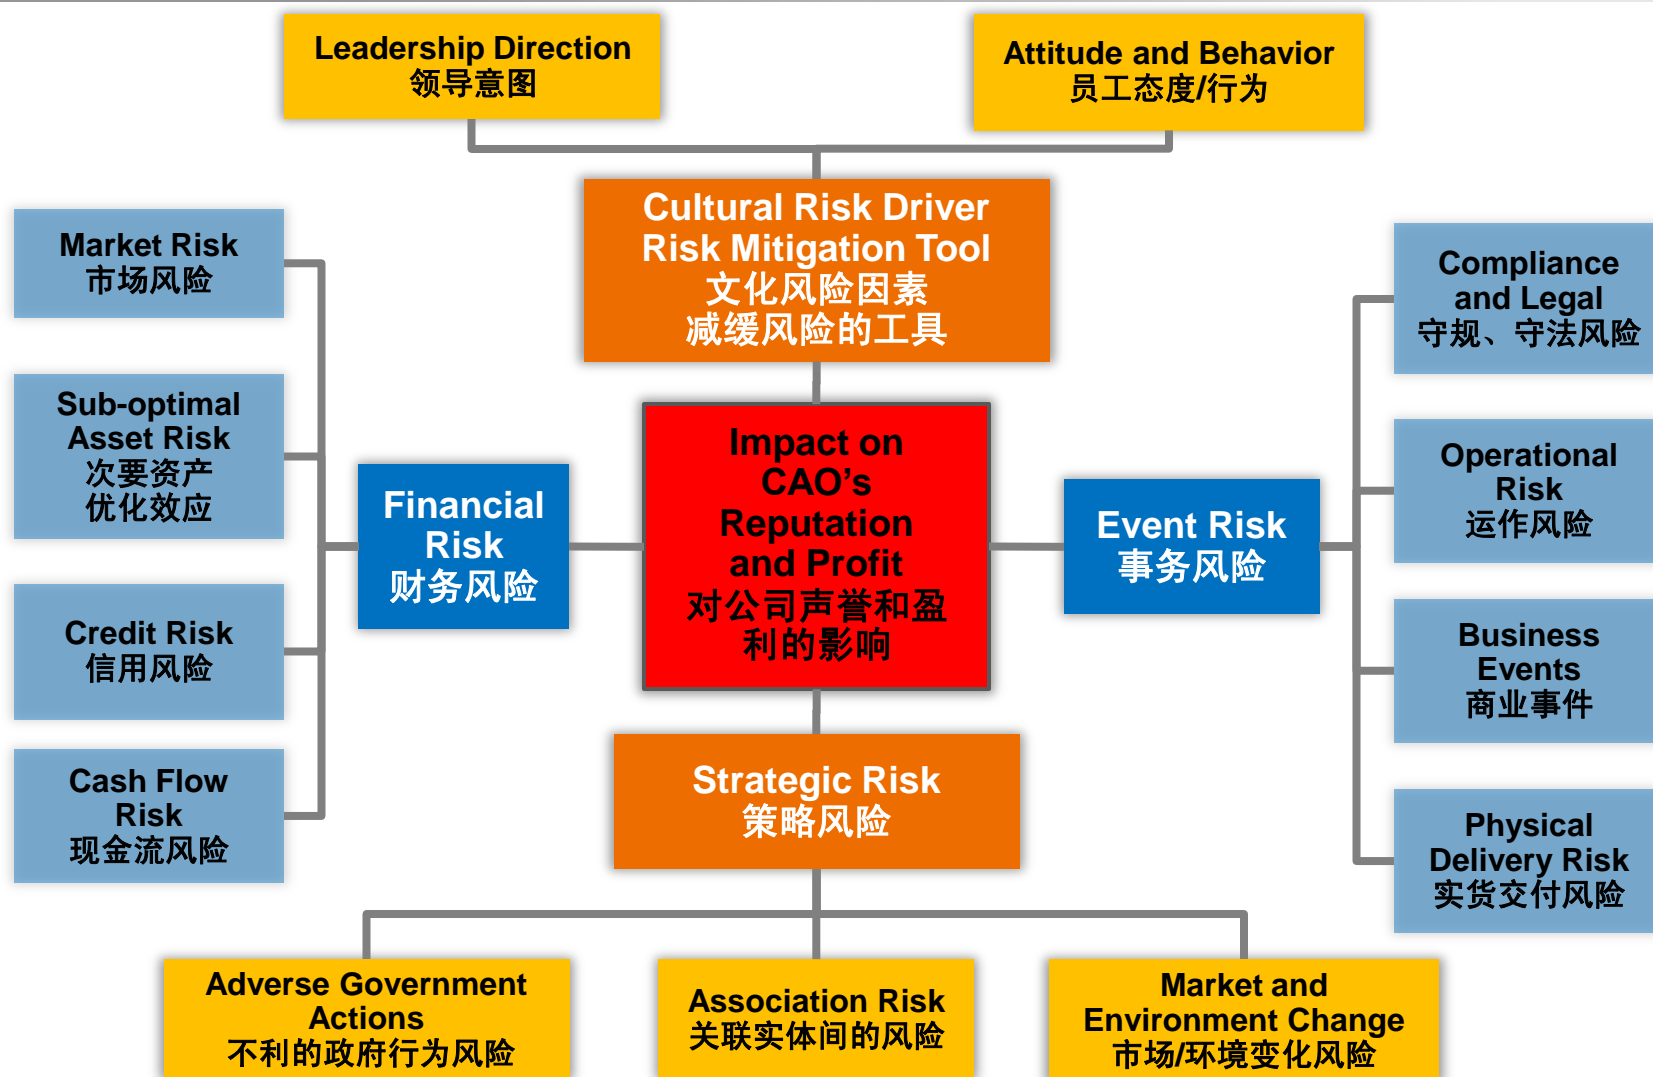 Leadership Direction
领导意图
Attitude and Behavior
员工态度/行为
Cultural Risk Driver
Risk Mitigation Tool
文化风险因素
减缓风险的工具
Market Risk
市场风险
Sub-optimal
Asset Risk
次要资产
优化效应
Credit Risk
信用风险
Cash Flow
Risk
现金流风险
Financial
Risk
财务风险
Impact on
CAO’s
Reputation
and Profit
对公司声誉和盈
利的影响
Event Risk
事务风险
Compliance
and Legal
守规、守法风险
Operational
Risk
运作风险
Business
Events
商业事件
Physical
Delivery Risk
实货交付风险
Strategic Risk
策略风险
Adverse Government
Actions
不利的政府行为风险
Association Risk
关联实体间的风险
Market and
Environment Change
市场/环境变化风险